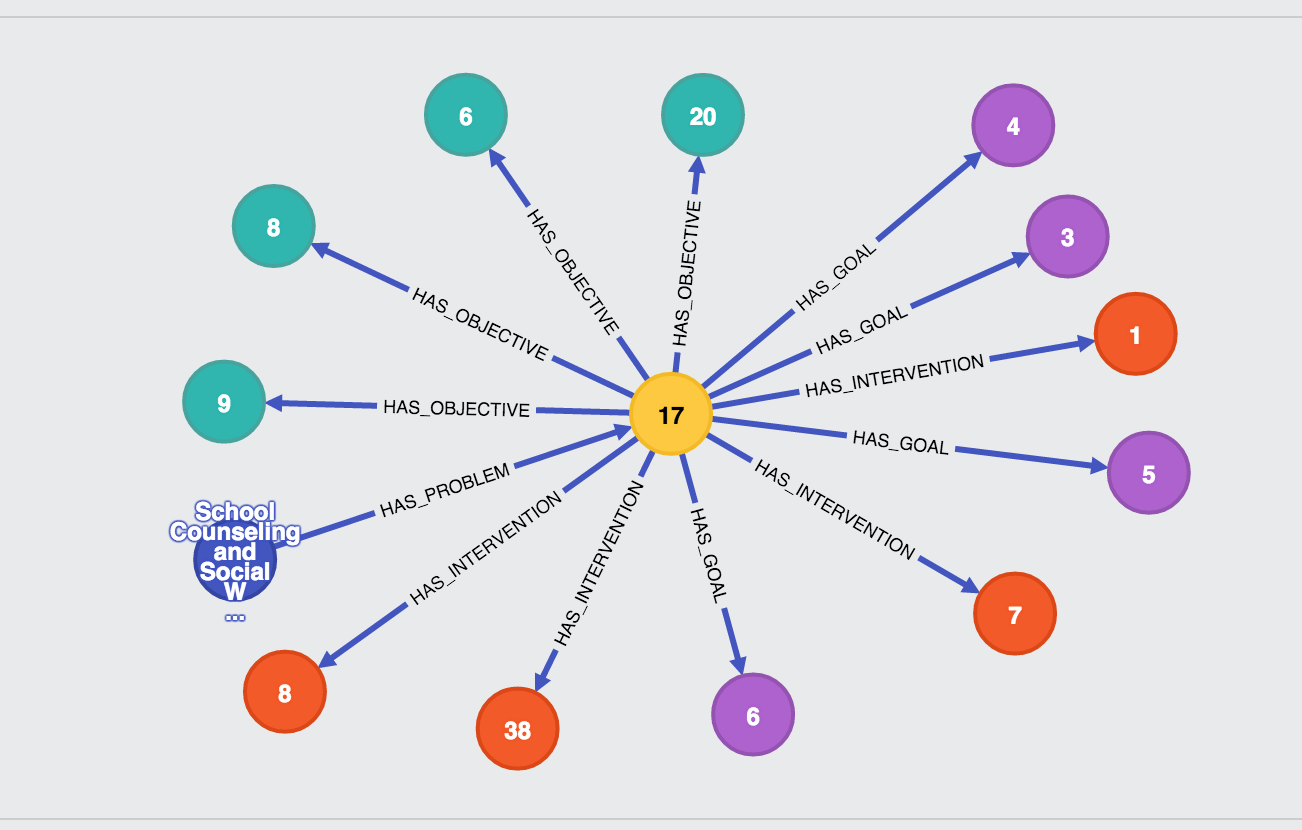 6
20
4
8
3
HAS_OBJECTIVE
HAS_OBJECTIVE
HAS_GOAL
HAS_OBJECTIVE
HAS_GOAL
1
HAS_INTERVENTION
9
HAS_OBJECTIVE
17
HAS_GOAL
5
HAS_PROBLEM
HAS_INTERVENTION
School
Counseling
and
Social
W
...
HAS_INTERVENTION
HAS_INTERVENTION
HAS_GOAL
7
8
38
6